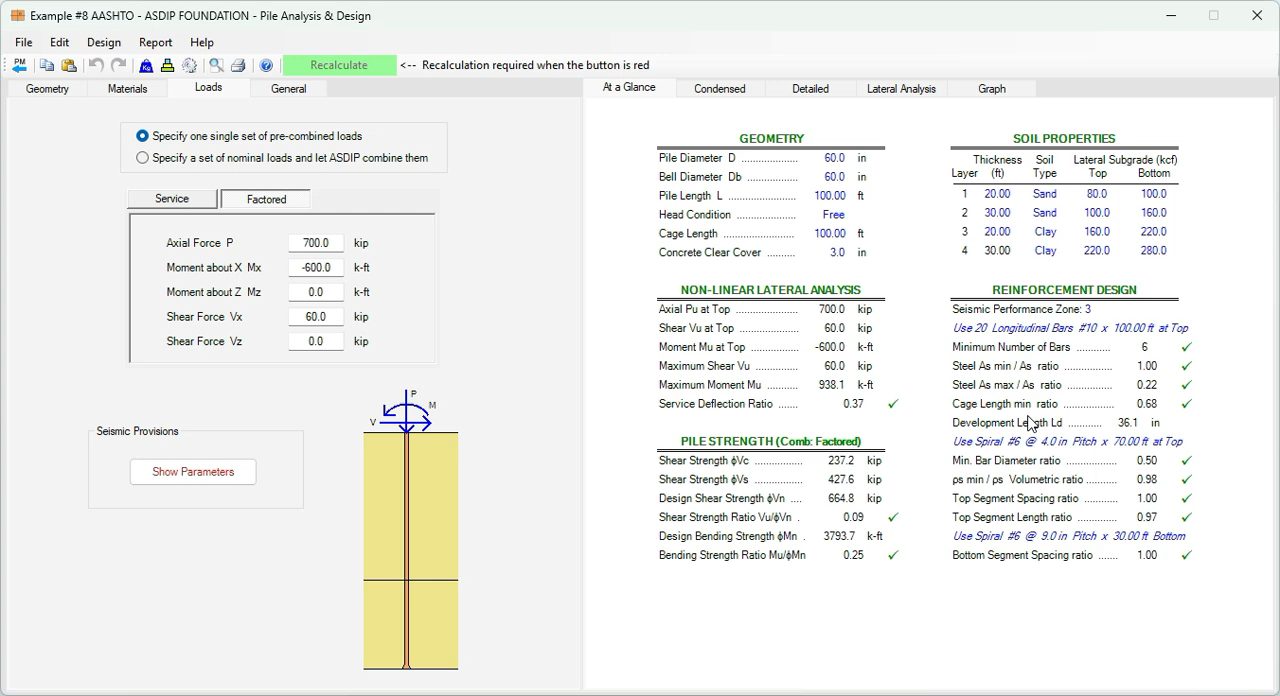 Example #8 AASHTO - ASDIP FOUNDATION - Pile Analysis & Design
File Edit Design Report Help
PM Kg Recalculate <-- Recalculation required when the button is red
Geometry Materials Loads General
Specify one single set of pre-combined loads
Specify a set of nominal loads and let ASDIP combine them
Service Factored
Axial Force P 700.0 kip
Moment about X Mx -600.0 k-ft
Moment about Z Mz 0.0 k-ft
Shear Force Vx 60.0 kip
Shear Force Vz 0.0 kip
Seismic Provisions
Show Parameters
P
M
V
At a Glance Condensed Detailed Lateral Analysis Graph
GEOMETRY
Pile Diameter D .................. 60.0 in
Bell Diameter Db ................. 60.0 in
Pile Length L ..................... 100.00 ft
Head Condition .................. Free
Cage Length ...................... 100.00 ft
Concrete Clear Cover ......... 3.0 in
NON-LINEAR LATERAL ANALYSIS
Axial Pu at Top .................. 700.0 kip
Shear Vu at Top ................. 60.0 kip
Moment Mu at Top .............. -600.0 k-ft
Maximum Shear Vu ............. 60.0 kip
Maximum Moment Mu .......... 938.1 k-ft
Service Deflection Ratio ...... 0.37 ✓
PILE STRENGTH (Comb: Factored)
Shear Strength ϕVc ............... 237.2 kip
Shear Strength ϕVs ............... 427.6 kip
Design Shear Strength ϕVn .... 664.8 kip
Shear Strength Ratio Vu/ϕVn . 0.09 ✓
Design Bending Strength ϕMn . 3793.7 k-ft
Bending Strength Ratio Mu/ϕMn 0.25 ✓
SOIL PROPERTIES
Thickness Soil Lateral Subgrade (kcf)
Layer (ft) Type Top Bottom
1 20.00 Sand 80.0 100.0
2 30.00 Sand 100.0 160.0
3 20.00 Clay 160.0 220.0
4 30.00 Clay 220.0 280.0
REINFORCEMENT DESIGN
Seismic Performance Zone: 3
Use 20 Longitudinal Bars #10 x 100.00 ft at Top
Minimum Number of Bars ........... 6 ✓
Steel As min / As ratio ............... 1.00 ✓
Steel As max / As ratio .............. 0.22 ✓
Cage Length min ratio ................ 0.68 ✓
Development Length Ld .......... 36.1 in
Use Spiral #6 @ 4.0 in Pitch x 70.00 ft at Top
Min. Bar Diameter ratio ............... 0.50 ✓
ρs min / ρs Volumetric ratio ......... 0.98 ✓
Top Segment Spacing ratio ......... 1.00 ✓
Top Segment Length ratio ............ 0.97 ✓
Use Spiral #6 @ 9.0 in Pitch x 30.00 ft Bottom
Bottom Segment Spacing ratio ...... 1.00 ✓